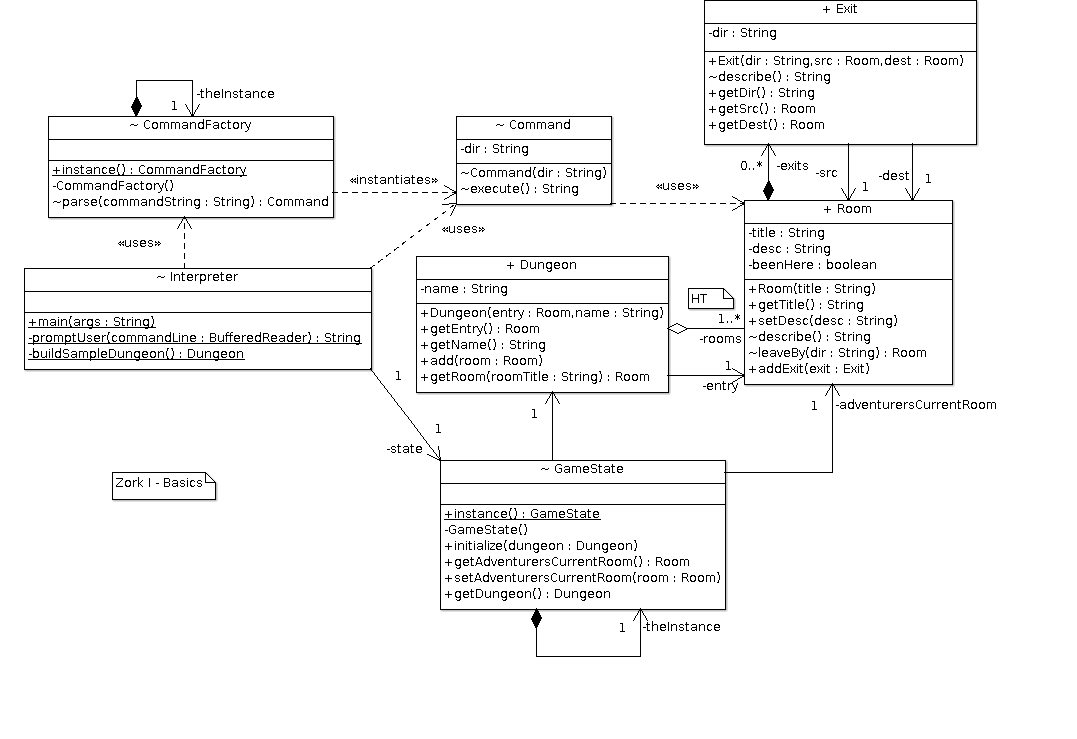 + Exit
-dir : String
+Exit(dir : String,src : Room,dest : Room)
~describe() : String
+getDir() : String
+getSrc() : Room
+getDest() : Room
-theInstance
1
~ CommandFactory
+instance() : CommandFactory
-CommandFactory()
~parse(commandString : String) : Command
«instantiates»
~ Command
-dir : String
~Command(dir : String)
~execute() : String
«uses»
0..*
-exits
-src
1
-dest
1
+ Room
-title : String
-desc : String
-beenHere : boolean
+Room(title : String)
+getTitle() : String
+setDesc(desc : String)
~describe() : String
~leaveBy(dir : String) : Room
+addExit(exit : Exit)
«uses»
«uses»
~ Interpreter
+main(args : String)
-promptUser(commandLine : BufferedReader) : String
-buildSampleDungeon() : Dungeon
+ Dungeon
-name : String
+Dungeon(entry : Room,name : String)
+getEntry() : Room
+getName() : String
+add(room : Room)
+getRoom(roomTitle : String) : Room
HT
1..*
-rooms
1
-entry
1
1
-state
1
1
-adventurersCurrentRoom
Zork I - Basics
~ GameState
+instance() : GameState
-GameState()
+initialize(dungeon : Dungeon)
+getAdventurersCurrentRoom() : Room
+setAdventurersCurrentRoom(room : Room)
+getDungeon() : Dungeon
1
-theInstance